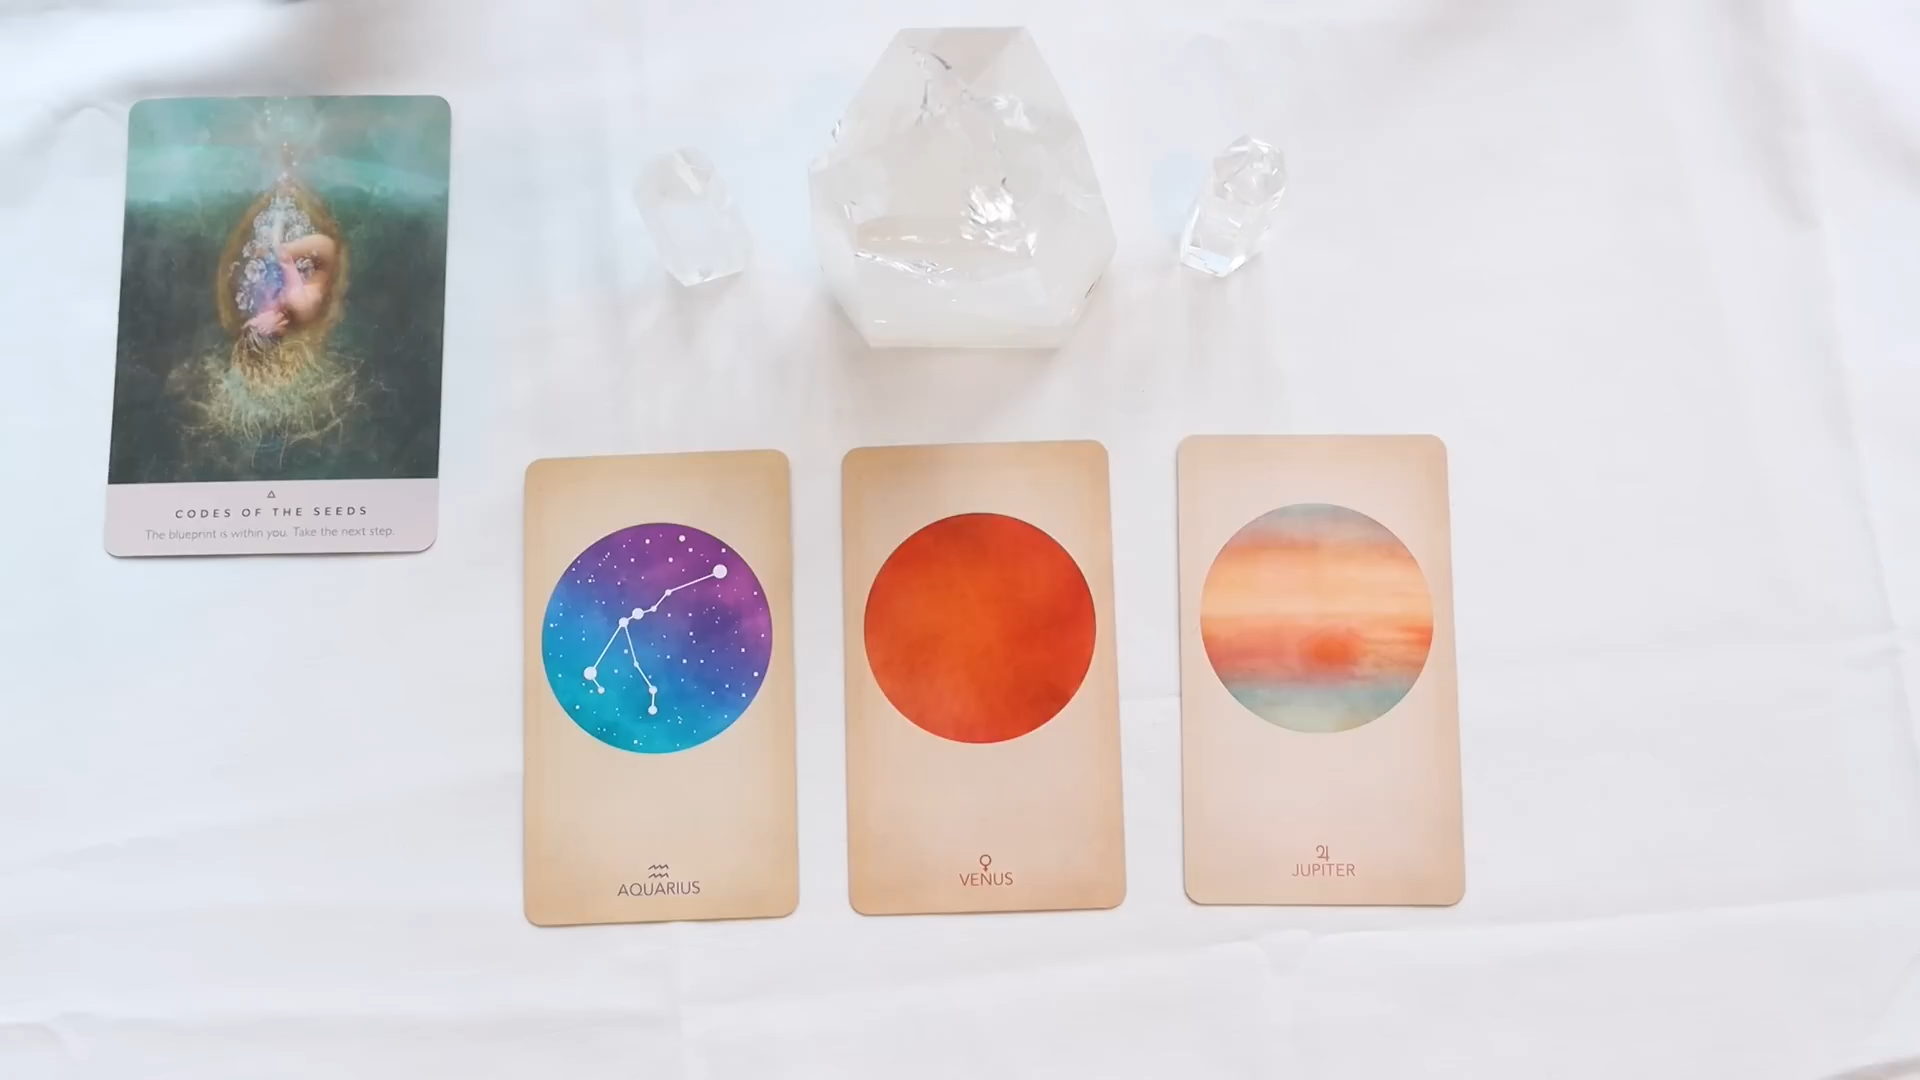 CODES OF THE SEEDS
The blueprint is within you. Take the next step.
♒ AQUARIUS
♀ VENUS
♃ JUPITER